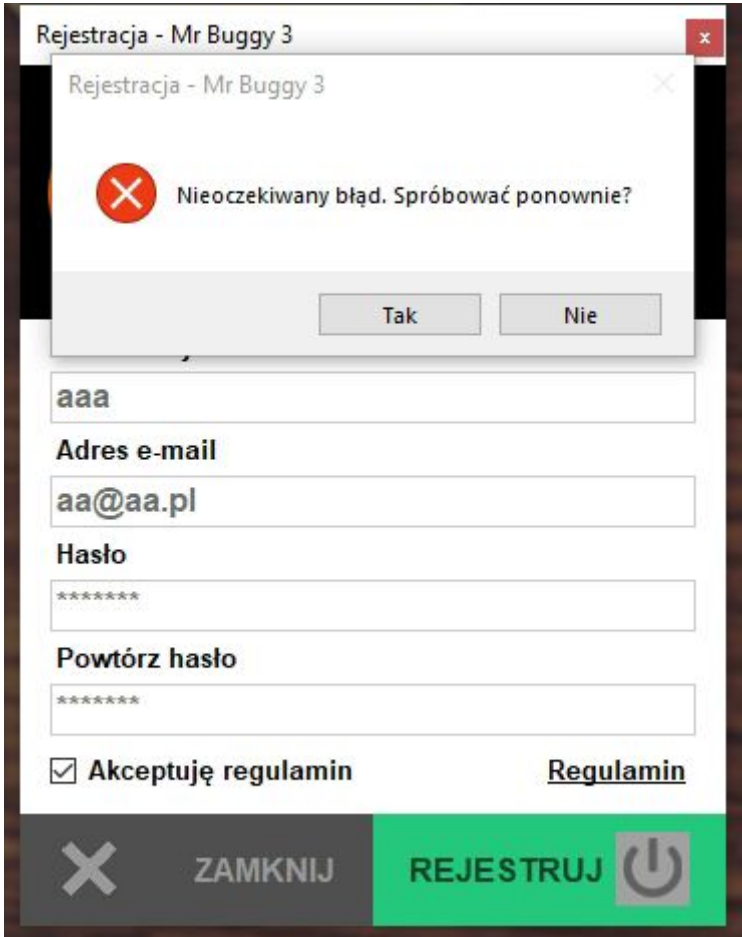 Rejestracja - Mr Buggy 3
x
Rejestracja - Mr Buggy 3
Nieoczekiwany błąd. Spróbować ponownie?
Tak Nie
aaa
Adres e-mail
aa@aa.pl
Hasło
*******
Powtórz hasło
*******
Akceptuję regulamin Regulamin
ZAMKNIJ REJESTRUJ